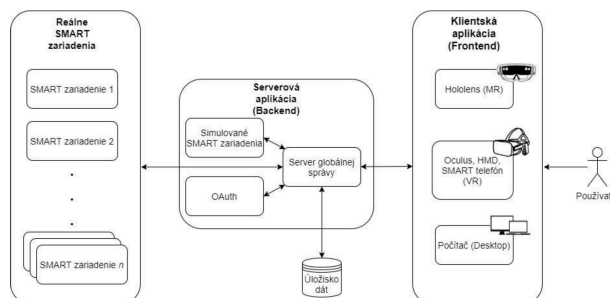 Reálne
SMART
zariadenia
SMART zariadenie 1
SMART zariadenie 2
SMART zariadenie n
Serverová
aplikácia
(Backend)
Simulované
SMART zariadenia
OAuth
Server globálnej
správy
Úložisko
dát
Klientská
aplikácia
(Frontend)
Hololens (MR)
Oculus, HMD,
SMART telefón
(VR)
Počítač (Desktop)
Používat